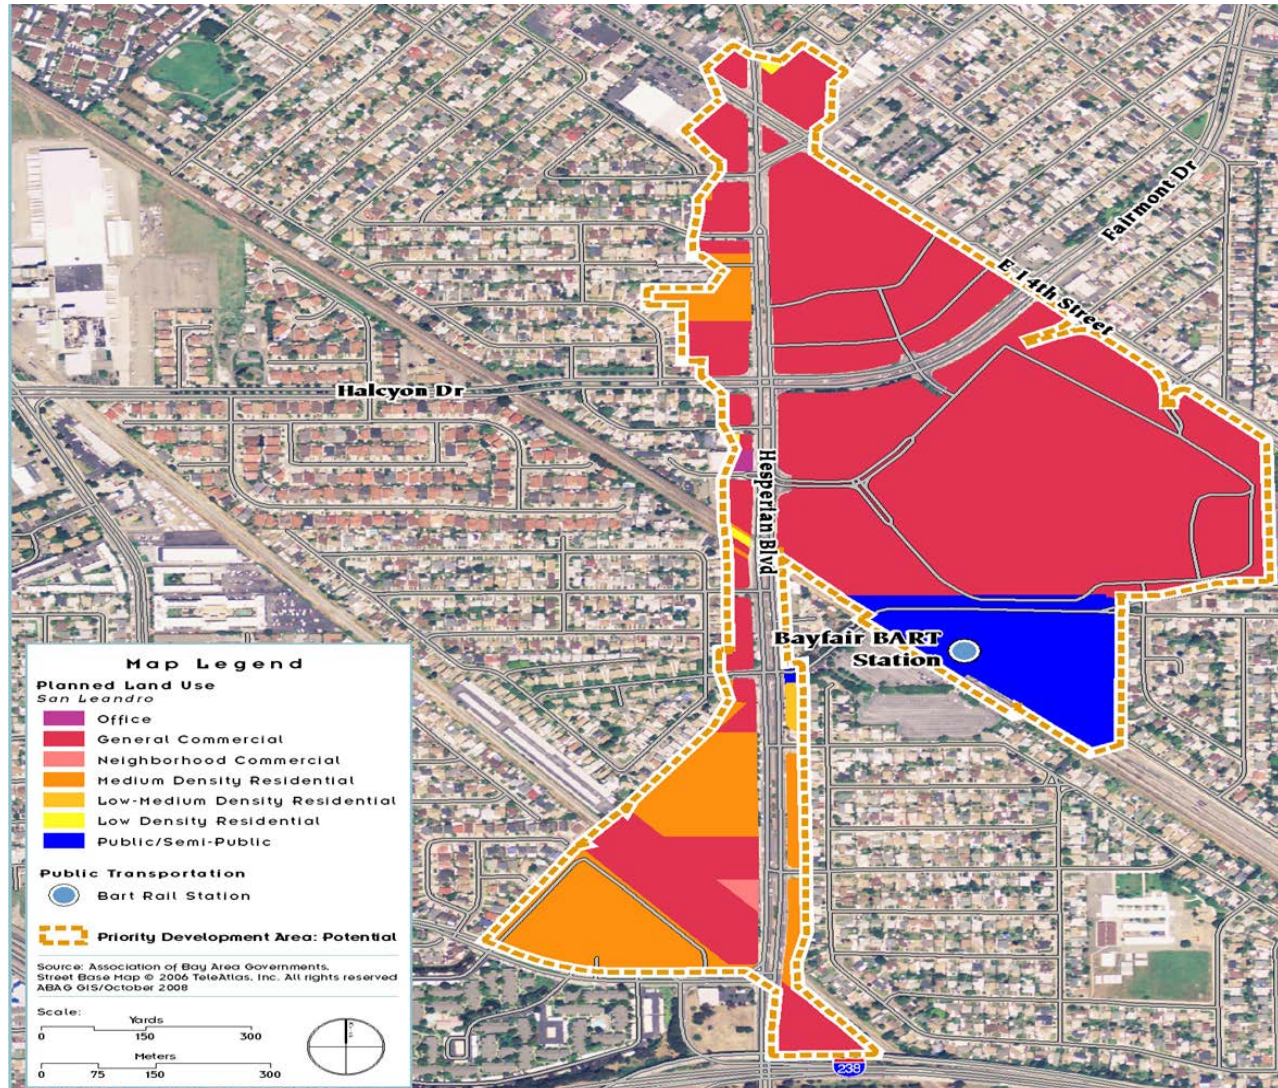 Fairmont Dr
E 14th Street
Halcyon Dr
Hesperian Blvd
Bayfair BART
Station
Map Legend
Planned Land Use
San Leandro
Office
General Commercial
Neighborhood Commercial
Medium Density Residential
Low-Medium Density Residential
Low Density Residential
Public/Semi-Public
Public Transportation
Bart Rail Station
Priority Development Area: Potential
Source: Association of Bay Area Governments,
Street Base Map © 2006 TeleAtlas, Inc. All rights reserved
ABAG GIS/October 2008
Scale:
Yards
0 150 300
Meters
0 75 150 300
238